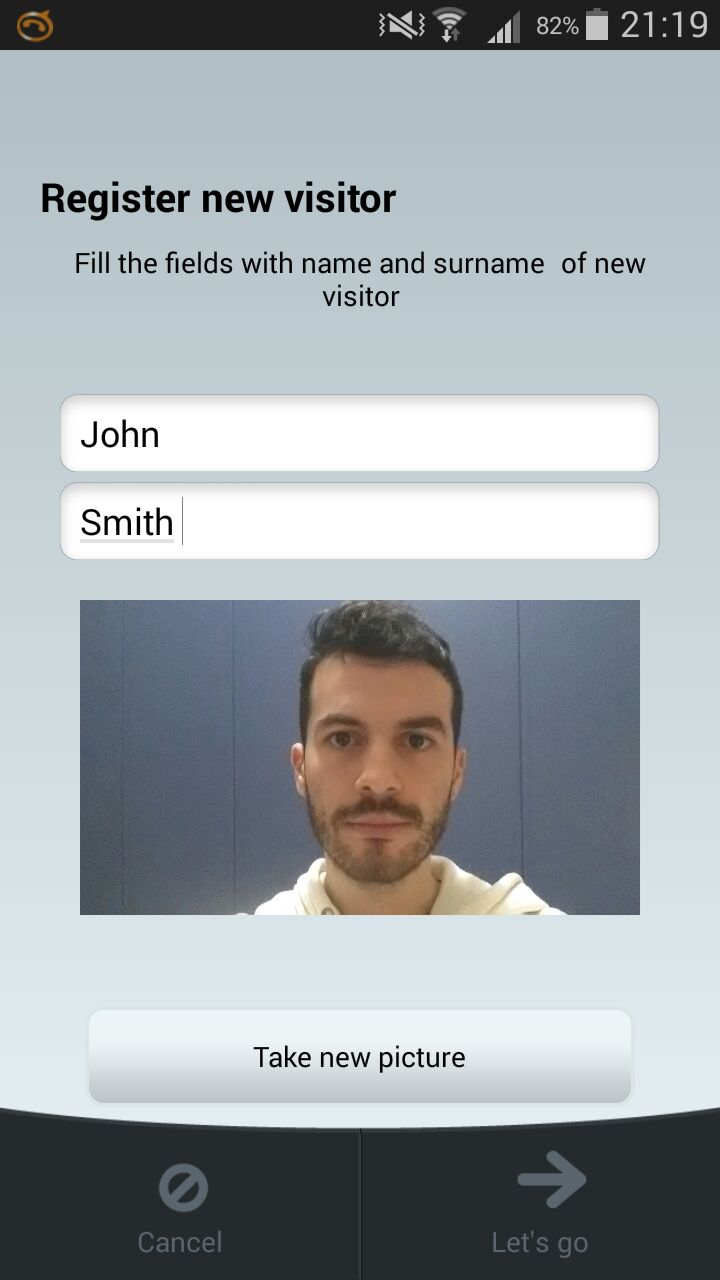 82% 21:19
Register new visitor
Fill the fields with name and surname  of new
visitor
John
Smith
Take new picture
Cancel
Let's go